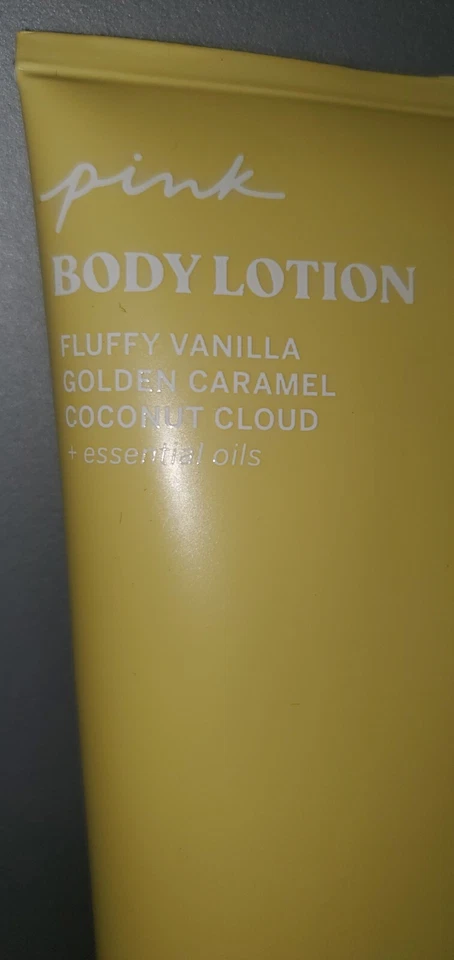 pink
BODY LOTION
FLUFFY VANILLA
GOLDEN CARAMEL
COCONUT CLOUD
+ essential oils